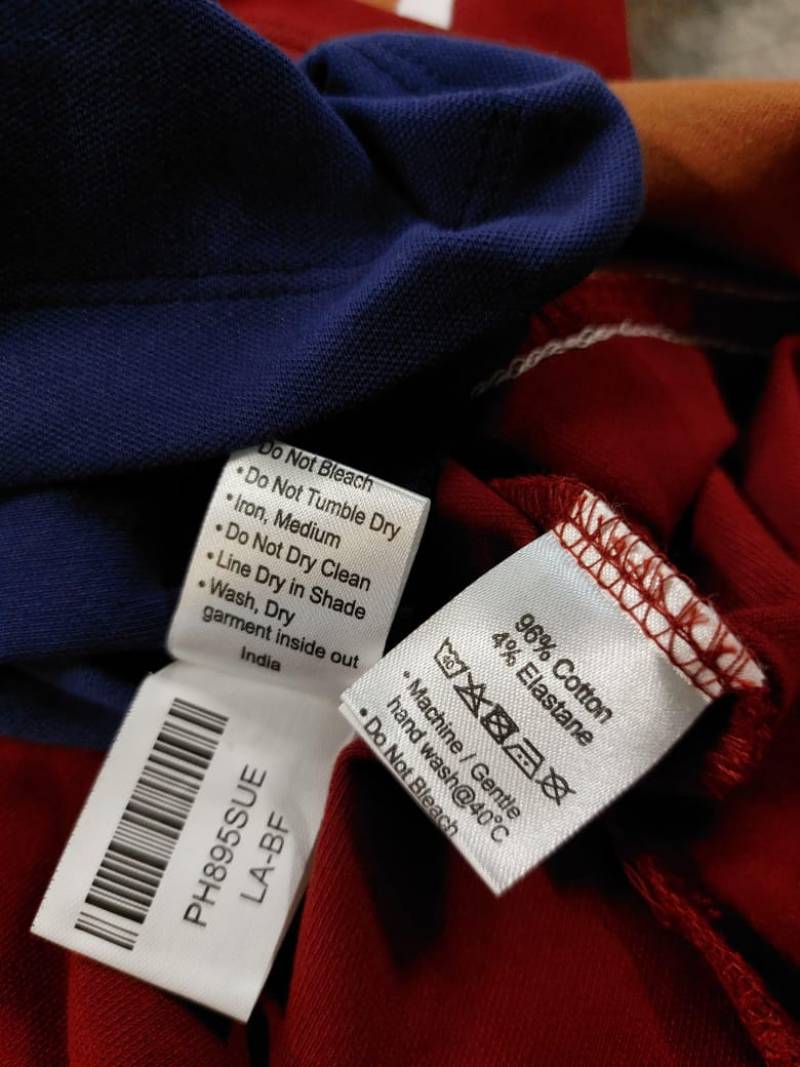 Do Not Bleach
• Do Not Tumble Dry
• Iron, Medium
• Do Not Dry Clean
• Line Dry in Shade
• Wash, Dry
garment inside out
India
PH895SUE
LA-BF
96% Cotton
4% Elastane
40
• Machine / Gentle
hand wash@40°C
• Do Not Bleach